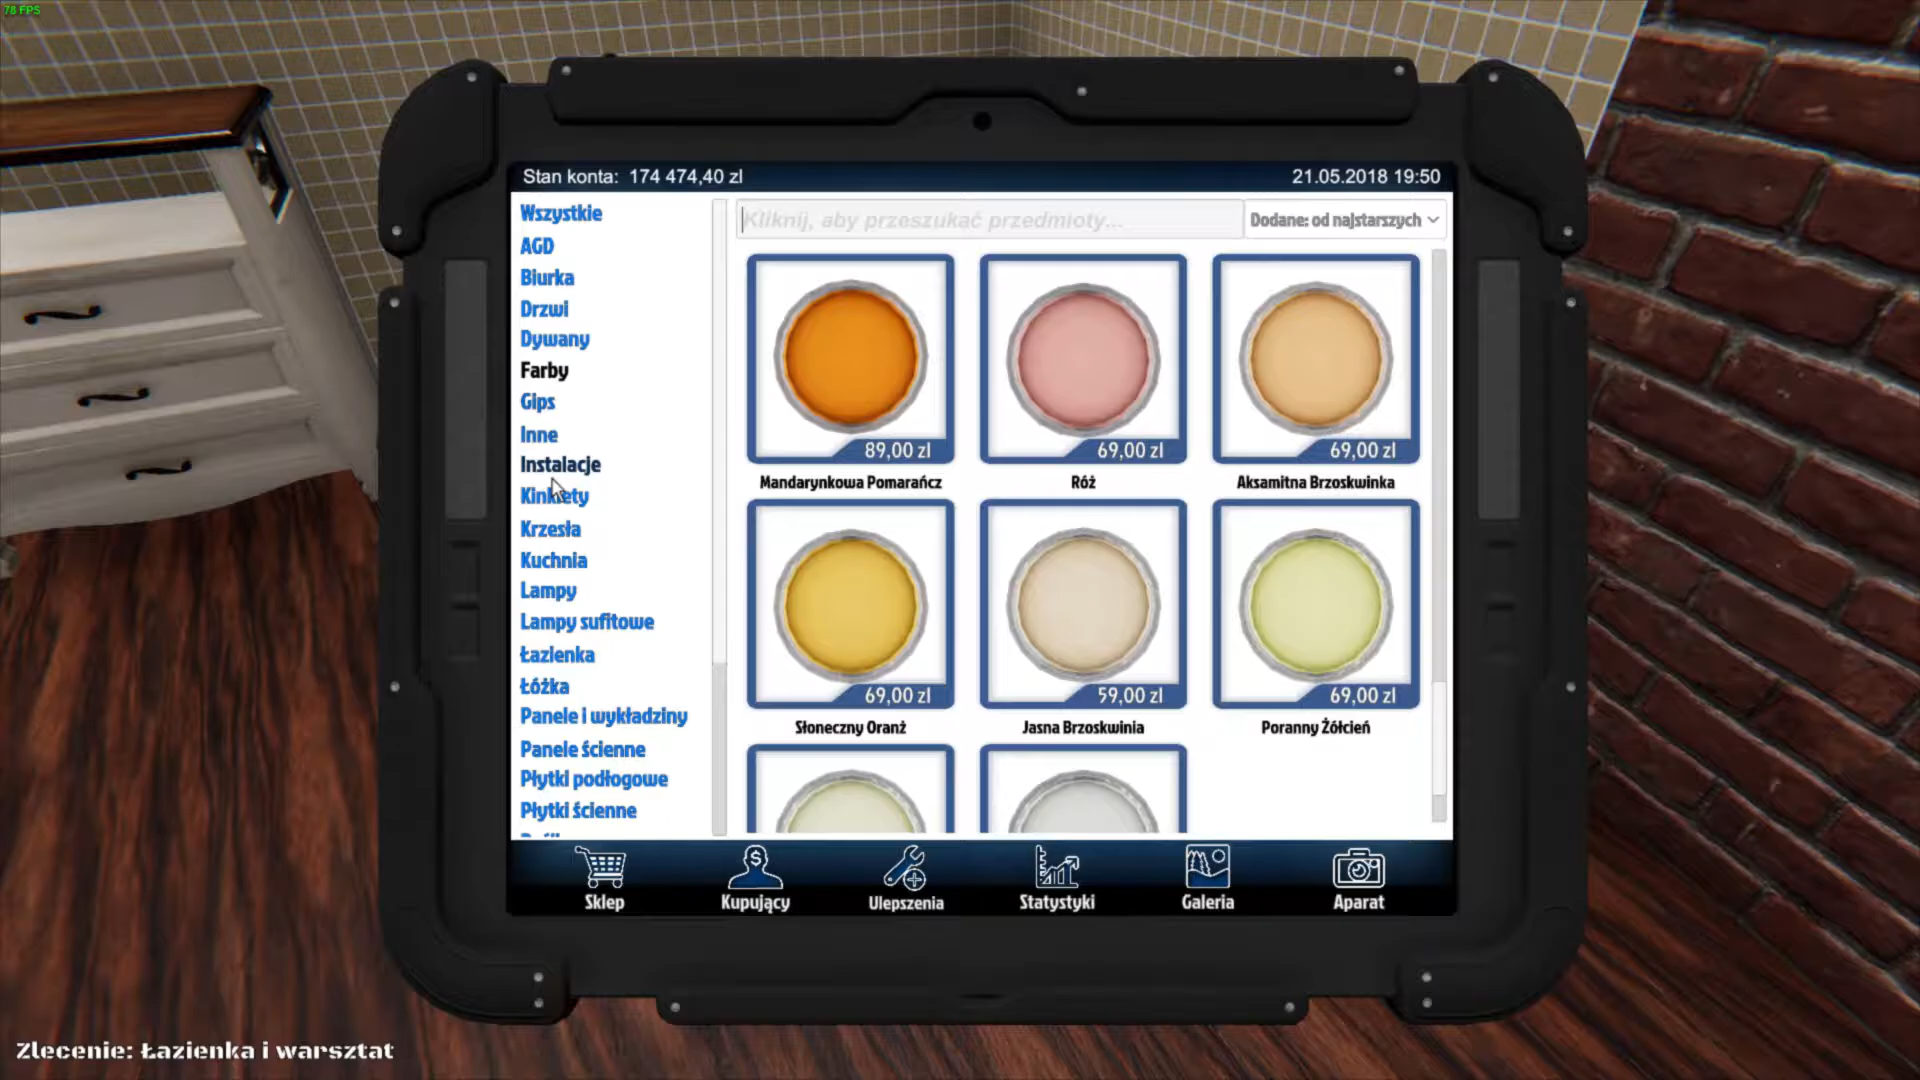 78 FPS
Stan konta: 174 474,40 zl
21.05.2018 19:50
Wszystkie
AGD
Biurka
Drzwi
Dywany
Farby
Gips
Inne
Instalacje
Kinkiety
Krzesła
Kuchnia
Lampy
Lampy sufitowe
Łazienka
Łóżka
Panele i wykładziny
Panele ścienne
Płytki podłogowe
Płytki ścienne
Kliknij, aby przeszukać przedmioty...
Dodane: od najstarszych
89,00 zl
69,00 zl
69,00 zl
Mandarynkowa Pomarańcz
Róż
Aksamitna Brzoskwinka
69,00 zl
59,00 zl
69,00 zl
Słoneczny Oranż
Jasna Brzoskwinia
Poranny Żółcień
Sklep
Kupujący
Ulepszenia
Statystyki
Galeria
Aparat
Zlecenie: Łazienka i warsztat